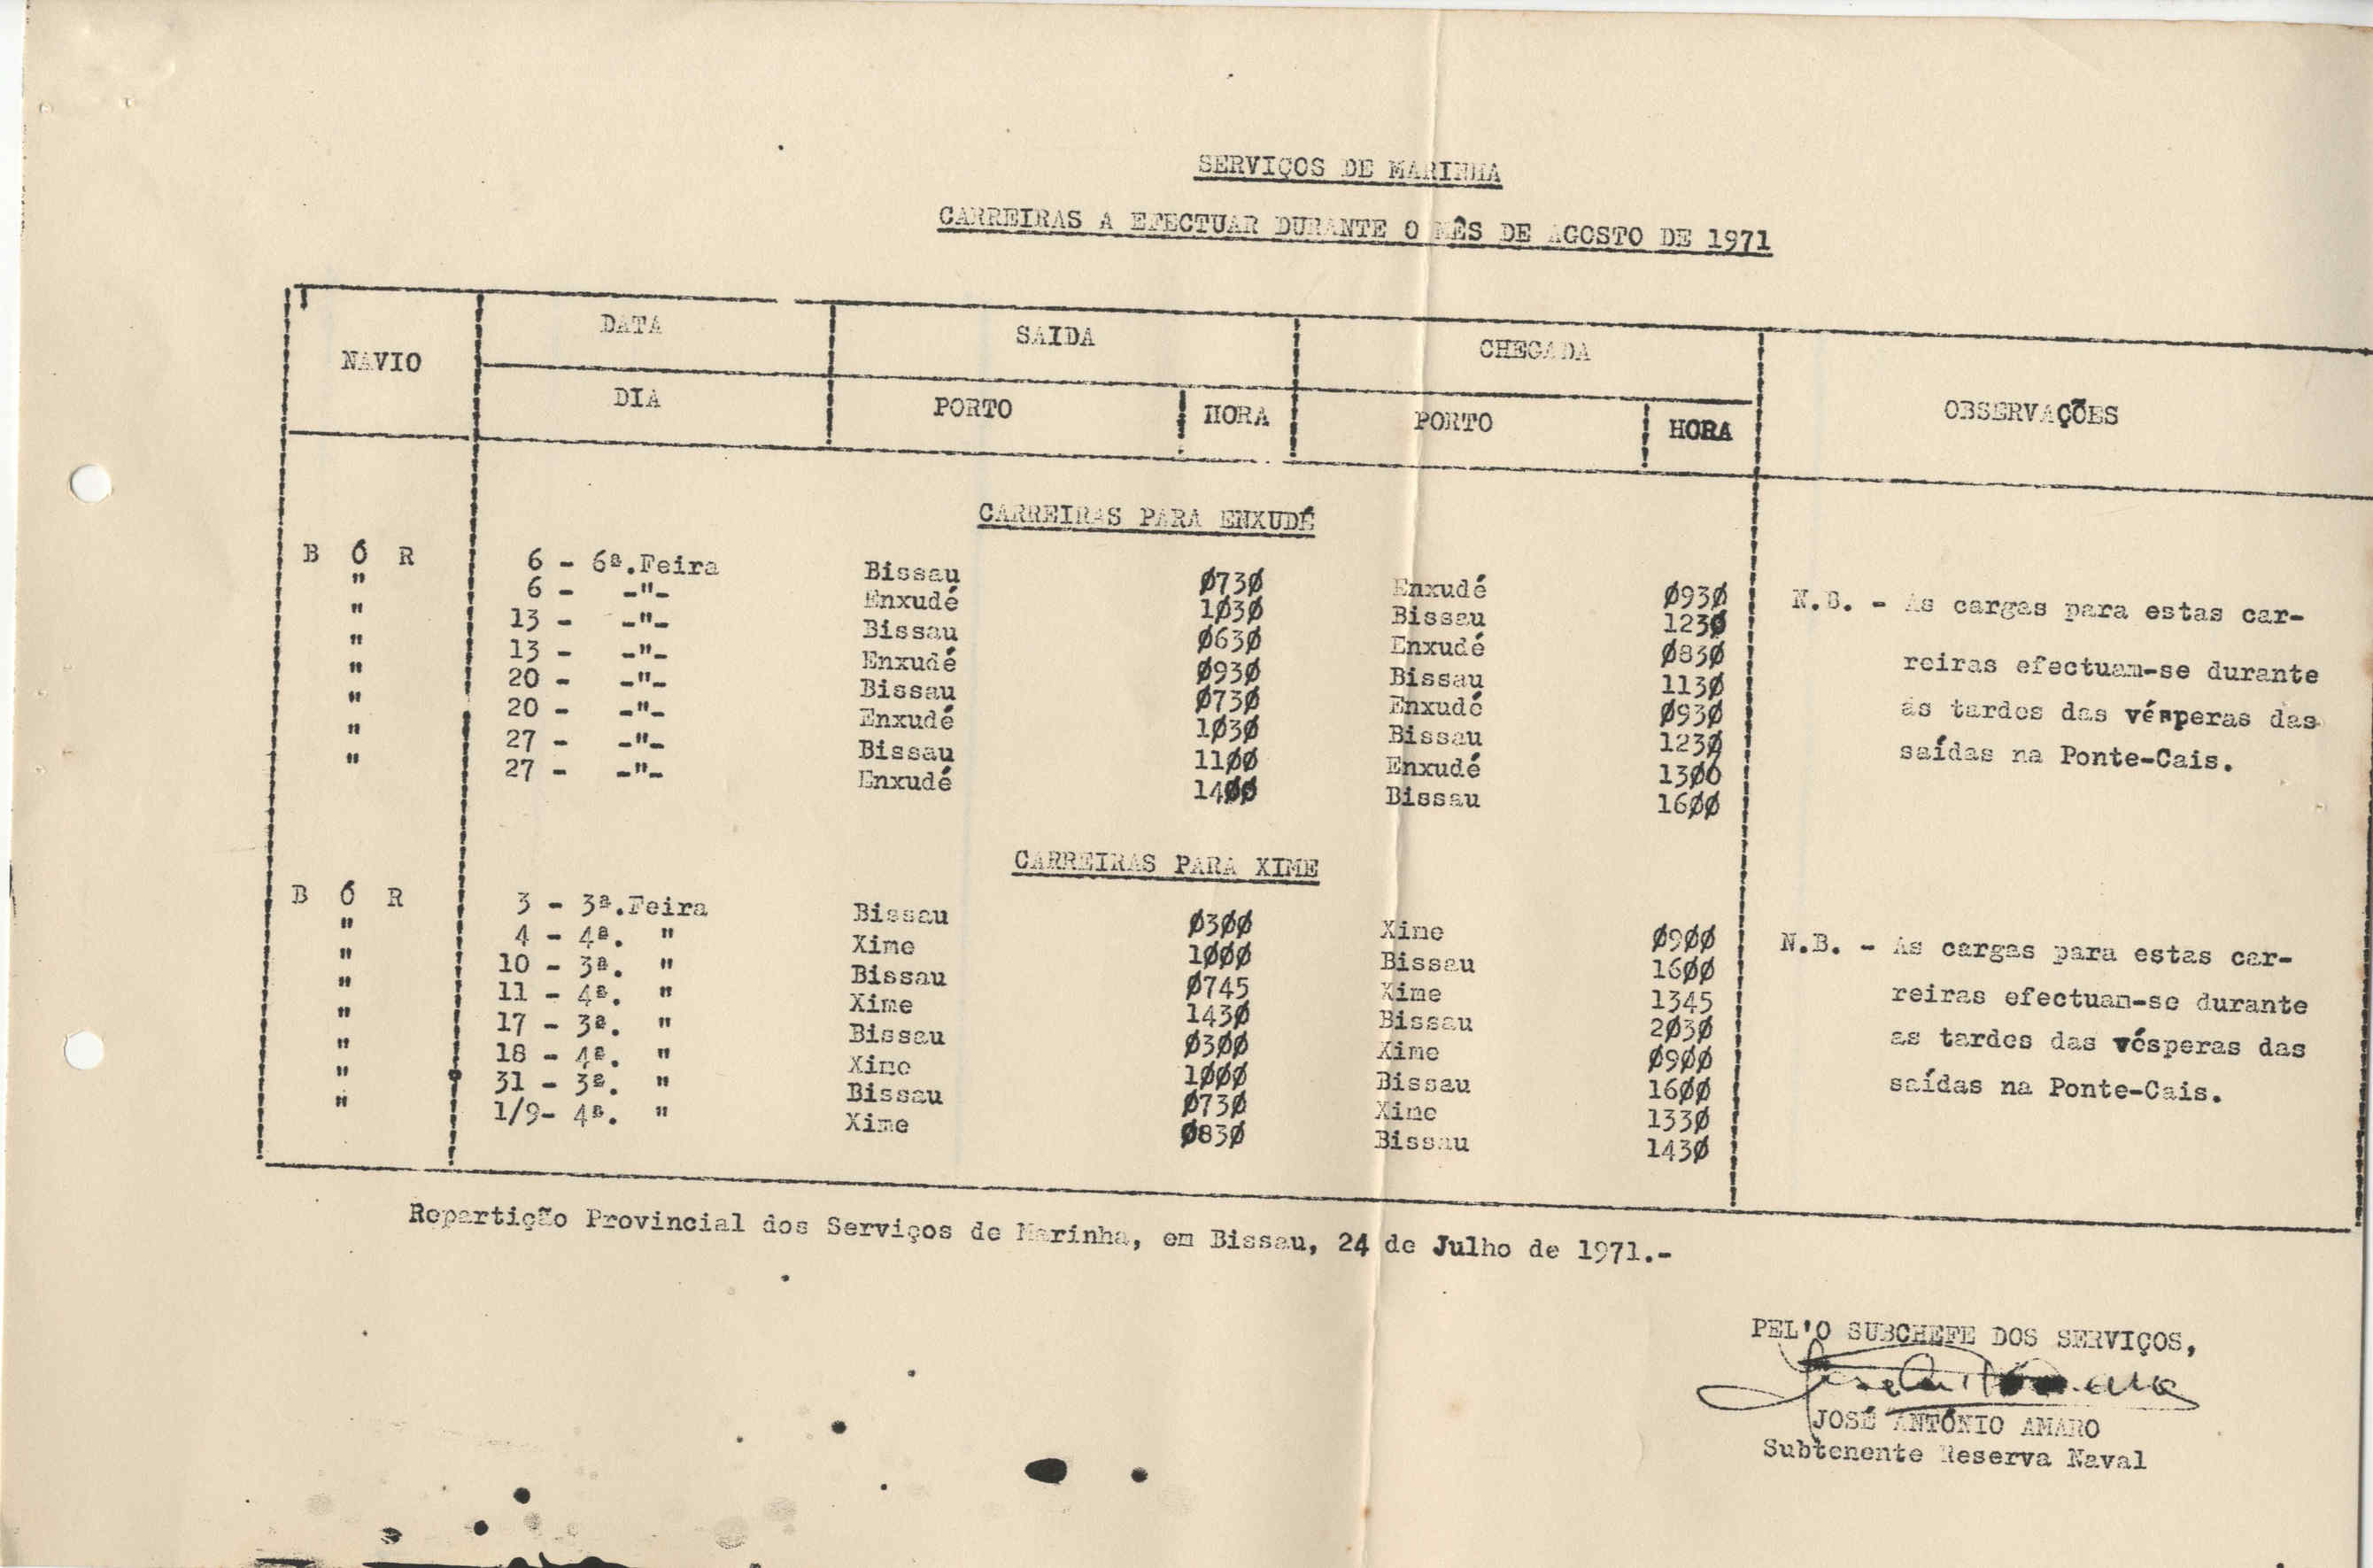 SERVIÇOS DE MARINHA
CARREIRAS A EFECTUAR DURANTE O MÊS DE AGOSTO DE 1971
NAVIO DATA SAIDA CHEGADA OBSERVAÇÕES
DIA PORTO HORA PORTO HORA
CARREIRAS PARA ENXUDÉ
B Ó R 6 - 6ª.Feira Bissau Ø73Ø Enxudé Ø93Ø
" 6 - -"- Enxudé 1Ø3Ø Bissau 123Ø
" 13 - -"- Bissau Ø63Ø Enxudé Ø83Ø
" 13 - -"- Enxudé Ø93Ø Bissau 113Ø
" 20 - -"- Bissau Ø73Ø Enxudé Ø93Ø
" 20 - -"- Enxudé 1Ø3Ø Bissau 123Ø
" 27 - -"- Bissau 11ØØ Enxudé 13ØØ
" 27 - -"- Enxudé 14ØØ Bissau 16ØØ
N.B. - As cargas para estas car-
reiras efectuam-se durante
ás tardes das vésperas das
saídas na Ponte-Cais.
CARREIRAS PARA XIME
B Ó R 3 - 3ª.Feira Bissau Ø3ØØ Xime Ø9ØØ
" 4 - 4ª. " Xime 1ØØØ Bissau 16ØØ
" 10 - 3ª. " Bissau Ø745 Xime 1345
" 11 - 4ª. " Xime 143Ø Bissau 2Ø3Ø
" 17 - 3ª. " Bissau Ø3ØØ Xime Ø9ØØ
" 18 - 4ª. " Xime 1ØØØ Bissau 16ØØ
" 31 - 3ª. " Bissau Ø73Ø Xime 133Ø
" 1/9- 4ª. " Xime Ø83Ø Bissau 143Ø
N.B. - As cargas para estas car-
reiras efectuam-se durante
as tardes das vésperas das
saídas na Ponte-Cais.
Repartição Provincial dos Serviços de Marinha, em Bissau, 24 de Julho de 1971.-
PEL'O SUBCHEFE DOS SERVIÇOS,
JOSÉ ANTÓNIO AMARO
Subtenente Reserva Naval